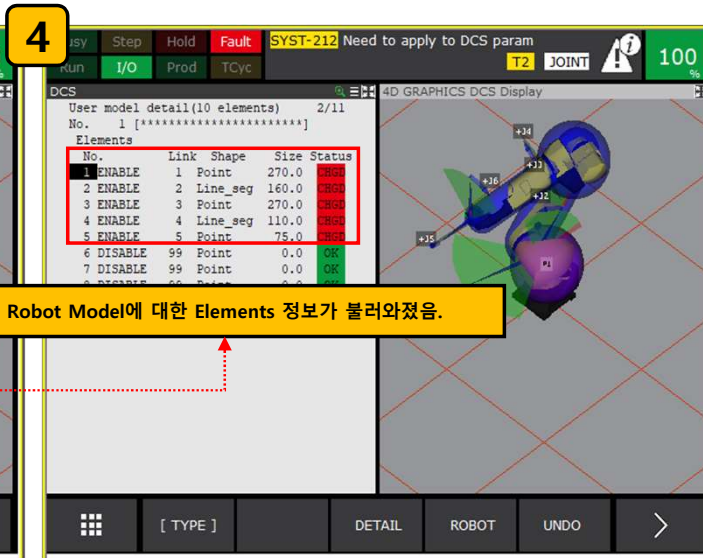 4
Busy Step Hold Fault SYST-212 Need to apply to DCS param
Run I/O Prod TCyc T2 JOINT 100
%
DCS 4D GRAPHICS DCS Display
User model detail(10 elements) 2/11
No. 1 [************************]
Elements
No. Link Shape Size Status
1 ENABLE 1 Point 270.0 CHGD
2 ENABLE 2 Line_seg 160.0 CHGD
3 ENABLE 3 Point 270.0 CHGD
4 ENABLE 4 Line_seg 110.0 CHGD
5 ENABLE 5 Point 75.0 CHGD
6 DISABLE 99 Point 0.0 OK
7 DISABLE 99 Point 0.0 OK
Robot Model에 대한 Elements 정보가 불러와졌음.
+J4
+J3
+J6
+J2
+J5
P1
[ TYPE ] DETAIL ROBOT UNDO >